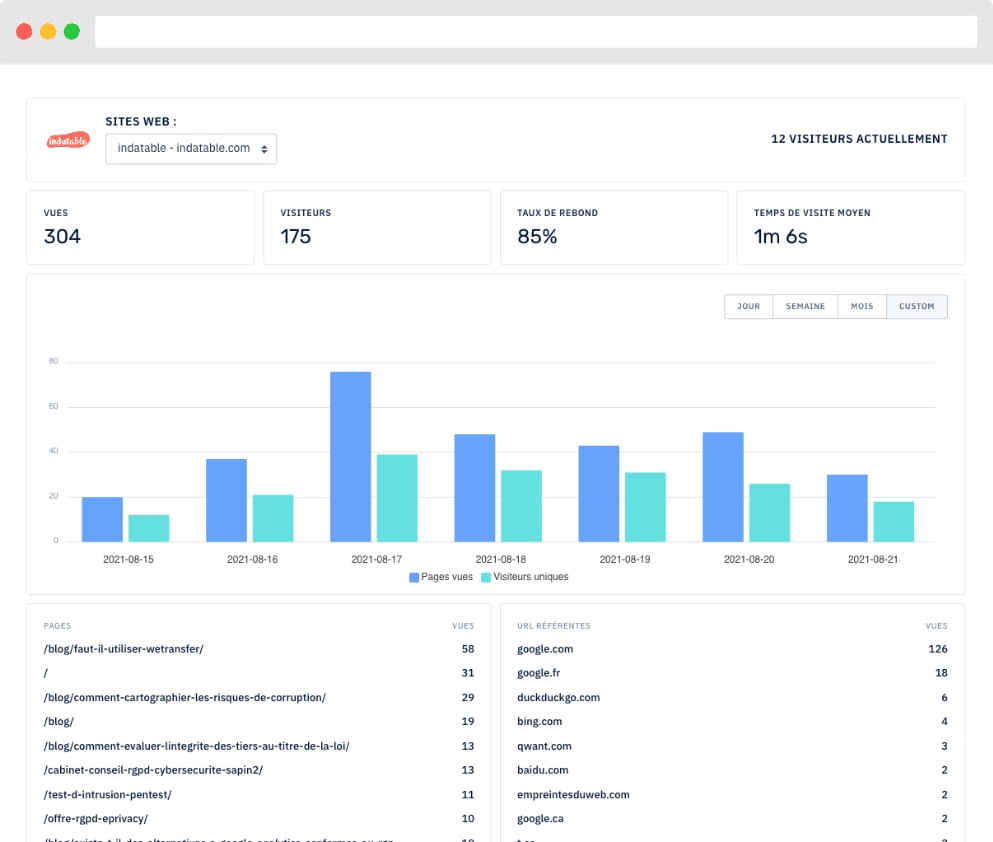 indatable
SITES WEB :
indatable - indatable.com
12 VISITEURS ACTUELLEMENT
VUES
304
VISITEURS
175
TAUX DE REBOND
85%
TEMPS DE VISITE MOYEN
1m 6s
JOUR SEMAINE MOIS CUSTOM
80
60
40
20
0
2021-08-15 2021-08-16 2021-08-17 2021-08-18 2021-08-19 2021-08-20 2021-08-21
Pages vues Visiteurs uniques
PAGES VUES
/blog/faut-il-utiliser-wetransfer/ 58
/ 31
/blog/comment-cartographier-les-risques-de-corruption/ 29
/blog/ 19
/blog/comment-evaluer-lintegrite-des-tiers-au-titre-de-la-loi/ 13
/cabinet-conseil-rgpd-cybersecurite-sapin2/ 13
/test-d-intrusion-pentest/ 11
/offre-rgpd-eprivacy/ 10
URL RÉFÉRENTES VUES
google.com 126
google.fr 18
duckduckgo.com 6
bing.com 4
qwant.com 3
baidu.com 2
empreintesduweb.com 2
google.ca 2